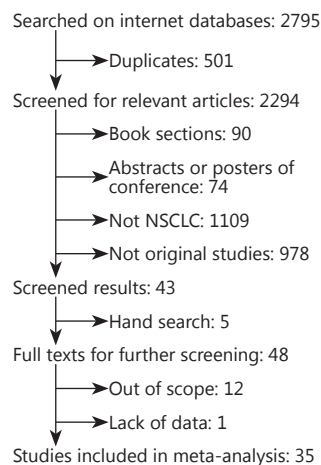 Searched on internet databases: 2795
Duplicates: 501
Screened for relevant articles: 2294
Book sections: 90
Abstracts or posters of
conference: 74
Not NSCLC: 1109
Not original studies: 978
Screened results: 43
Hand search: 5
Full texts for further screening: 48
Out of scope: 12
Lack of data: 1
Studies included in meta-analysis: 35